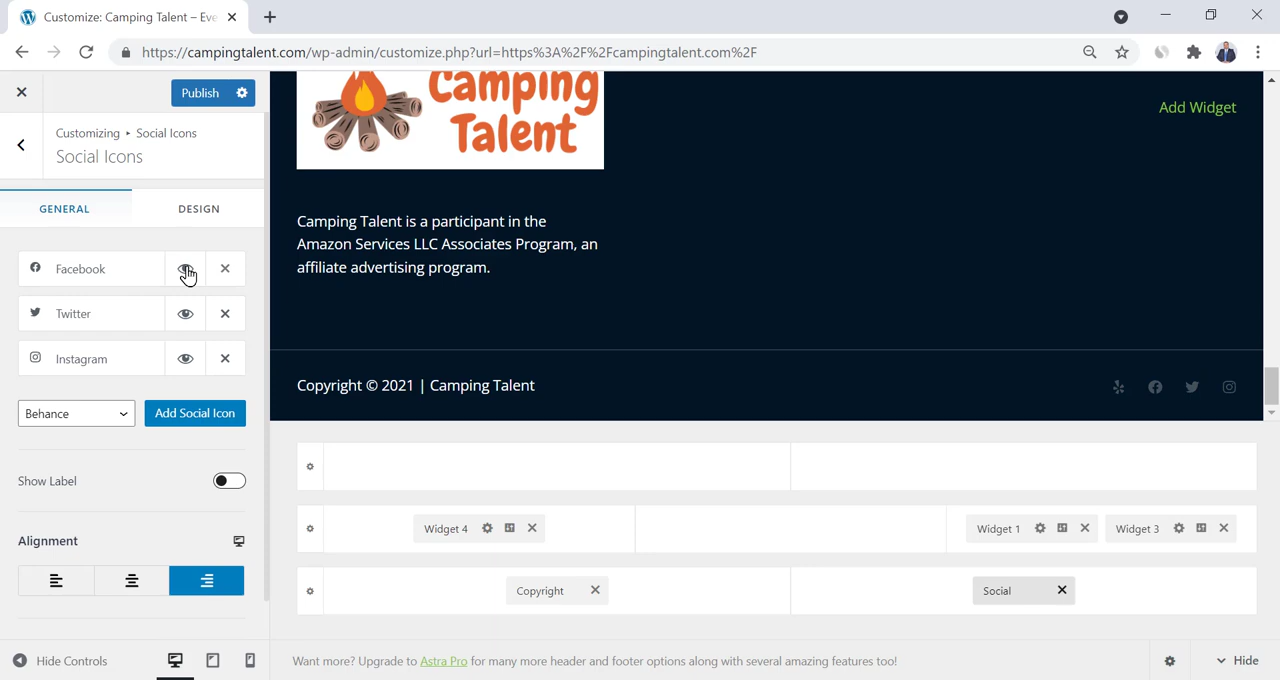 Customize: Camping Talent – Eve
https://campingtalent.com/wp-admin/customize.php?url=https%3A%2F%2Fcampingtalent.com%2F
Publish
Customizing ▸ Social Icons
Social Icons
GENERAL
DESIGN
Facebook
Twitter
Instagram
Behance
Add Social Icon
Show Label
Alignment
Hide Controls
Camping
Talent
Add Widget
Camping Talent is a participant in the
Amazon Services LLC Associates Program, an
affiliate advertising program.
Copyright © 2021 | Camping Talent
Widget 4
Widget 1
Widget 3
Copyright
Social
Want more? Upgrade to Astra Pro for many more header and footer options along with several amazing features too!
Hide